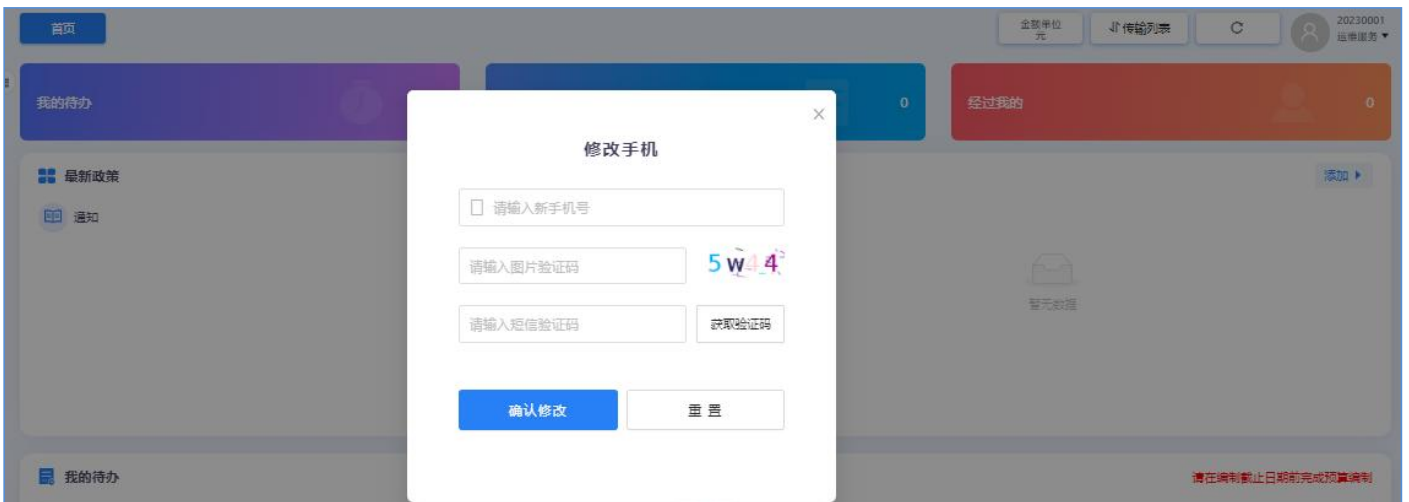 首页
金额单位
元
传输列表
20230001
运维服务
我的待办
0
经过我的
0
修改手机
请输入新手机号
请输入图片验证码
5w44
请输入短信验证码
获取验证码
确认修改
重 置
最新政策
通知
添加
暂无数据
我的待办
请在编制截止日期前完成预算编制